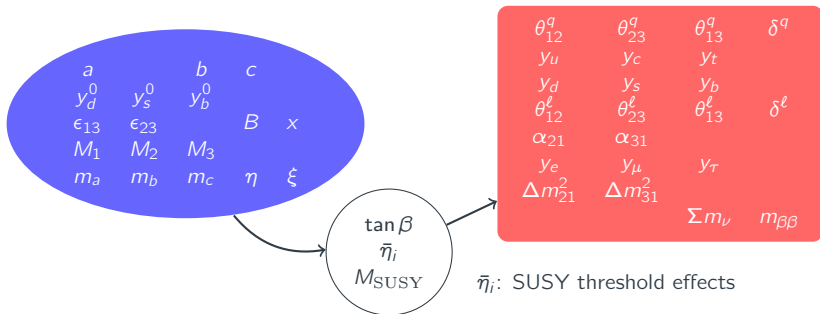 a b c
y_d^0 y_s^0 y_b^0
ϵ_13 ϵ_23 B x
M_1 M_2 M_3
m_a m_b m_c η ξ
tan β
η̄_i
M_SUSY
θ_12^q θ_23^q θ_13^q δ^q
y_u y_c y_t
y_d y_s y_b
θ_12^ℓ θ_23^ℓ θ_13^ℓ δ^ℓ
α_21 α_31
y_e y_μ y_τ
Δm_21^2 Δm_31^2
Σm_ν m_ββ
η̄_i: SUSY threshold effects